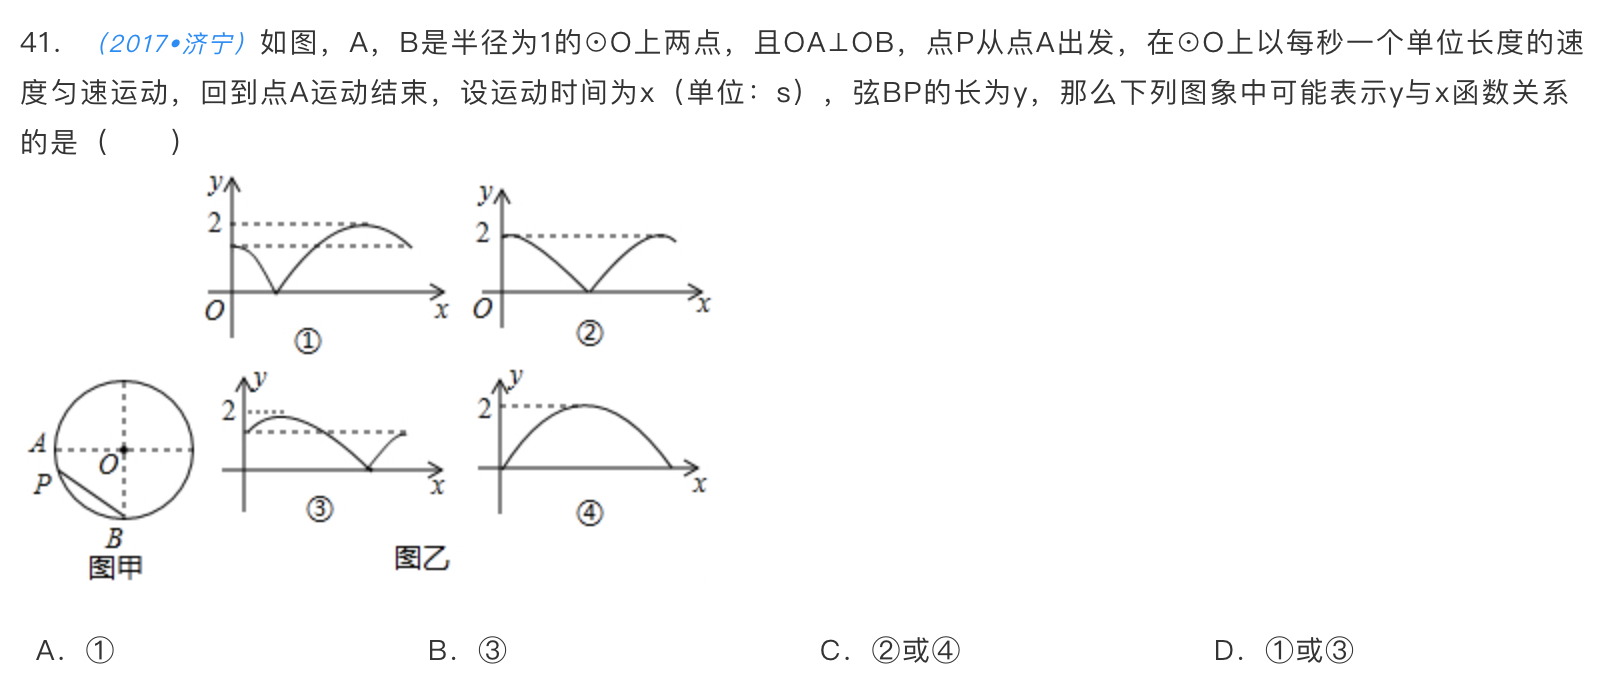 41. （2017•济宁）如图，A，B是半径为1的⊙O上两点，且OA⊥OB，点P从点A出发，在⊙O上以每秒一个单位长度的速
度匀速运动，回到点A运动结束，设运动时间为x（单位：s），弦BP的长为y，那么下列图象中可能表示y与x函数关系
的是（　　）
y
2
O
x
①
y
2
O
x
②
A
O
P
B
图甲
y
2
x
③
y
2
x
④
图乙
A. ①
B. ③
C. ②或④
D. ①或③